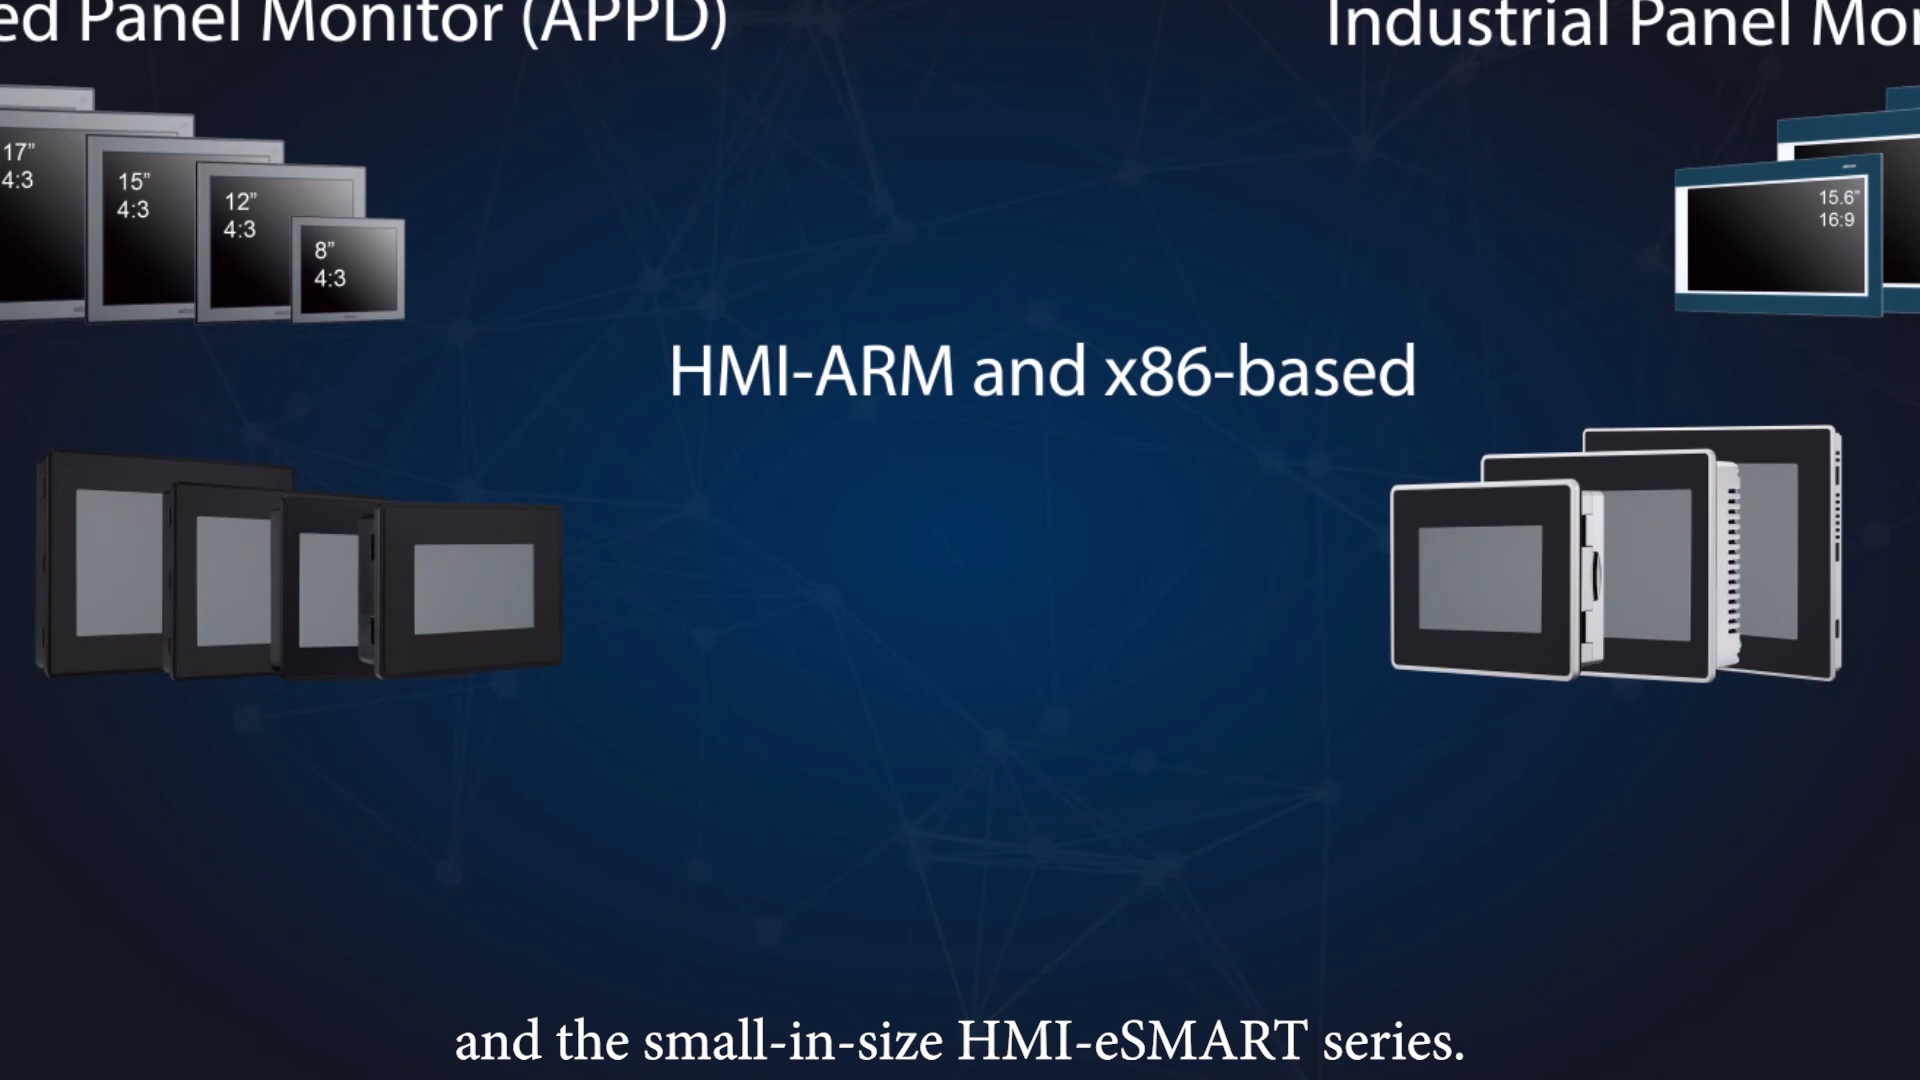 ed Panel Monitor (APPD)
Industrial Panel Mo
17”
4:3
15”
4:3
12”
4:3
8”
4:3
15.6”
16:9
HMI-ARM and x86-based
and the small-in-size HMI-eSMART series.